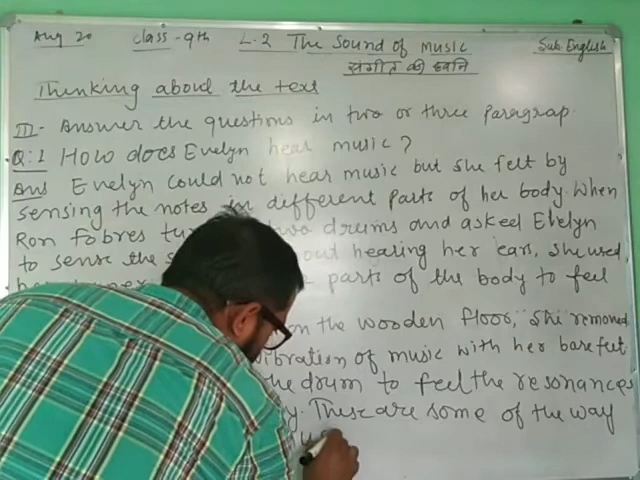 Aug 20 Class-9th L.2 The Sound of Music Sub. English
संगीत की ध्वनि
Thinking about the text
III- Answer the questions in two or three paragrap.
Q:1 How does Evelyn hear music?
Ans Evelyn could not hear music but she felt by
sensing the notes in different parts of her body. When
Ron fobres two drums and asked Evelyn
to sense the out hearing her ears, she used
parts of the body to feel
on the wooden floor, she removed
vibration of music with her bare feet
the drum to feel the resonances
These are some of the way